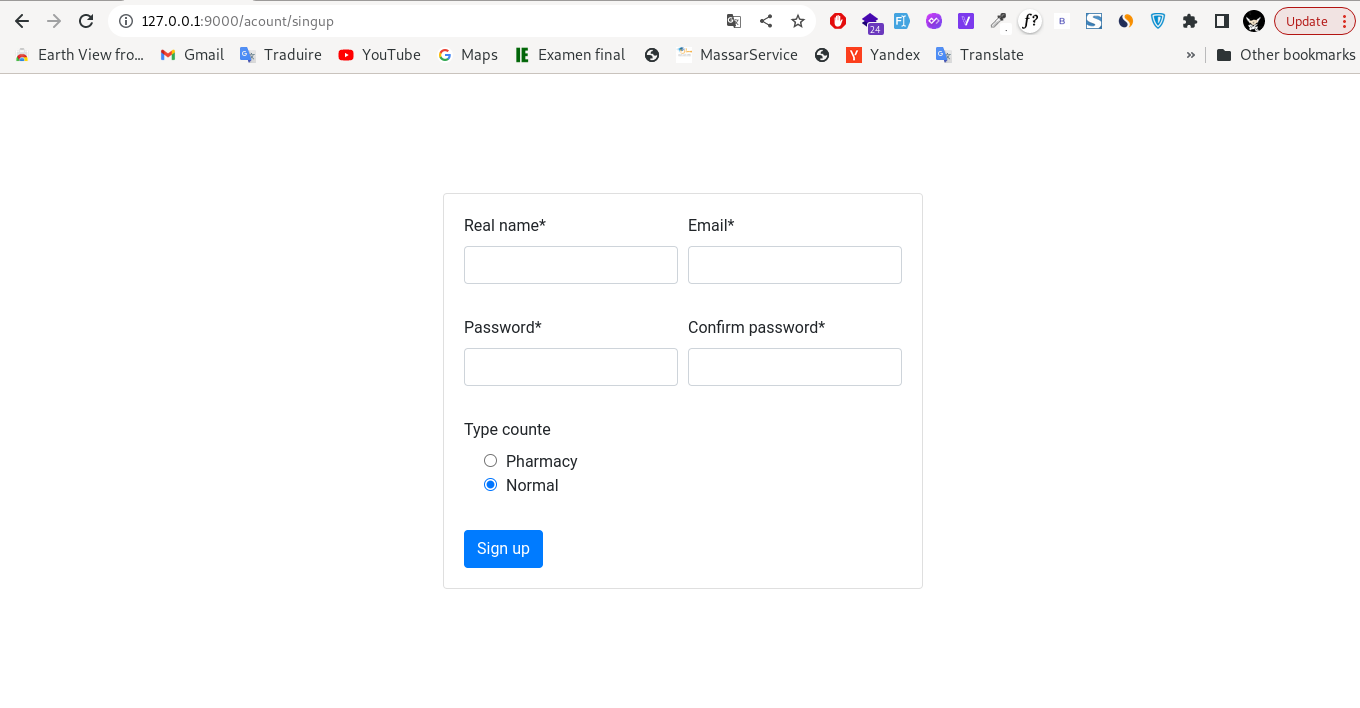 127.0.0.1:9000/acount/singup
24
Update
Earth View fro...
Gmail
Traduire
YouTube
Maps
Examen final
MassarService
Yandex
Translate
»
Other bookmarks
Real name* Email*
Password* Confirm password*
Type counte
Pharmacy
Normal
Sign up